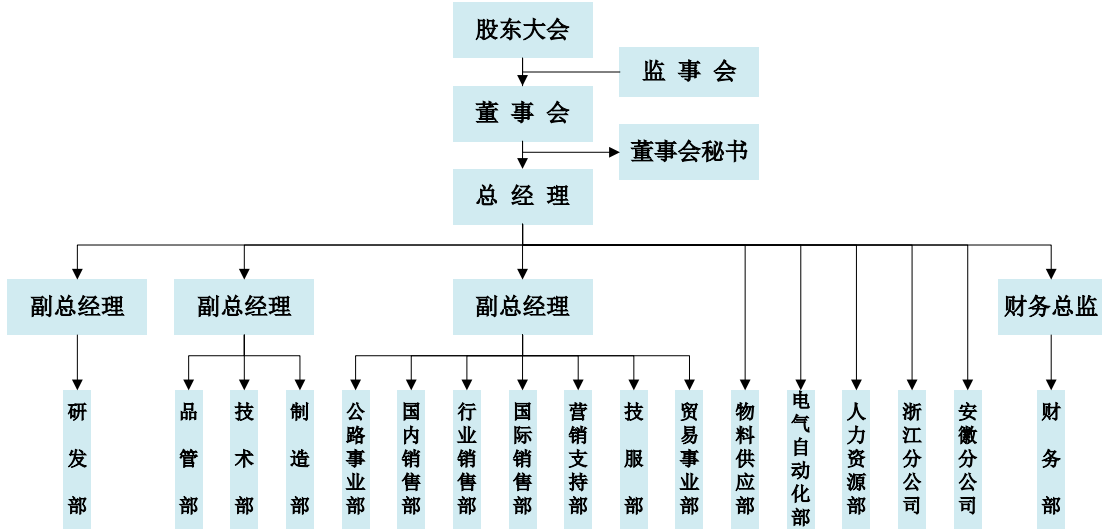 股东大会
监 事 会
董 事 会
董事会秘书
总 经 理
副总经理
副总经理
副总经理
财务总监
研发部
品管部
技术部
制造部
公路事业部
国内销售部
行业销售部
国际销售部
营销支持部
技服部
贸易事业部
物料供应部
电气自动化部
人力资源部
浙江分公司
安徽分公司
财务部